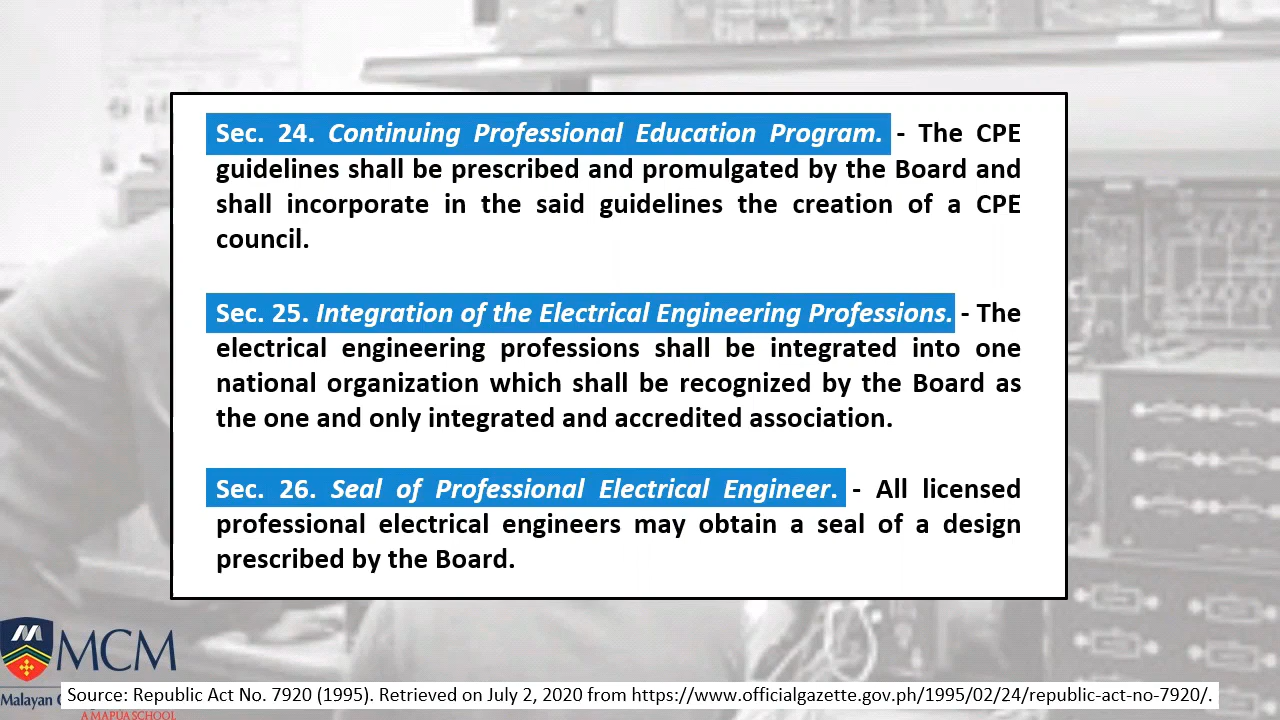 Sec. 24. Continuing Professional Education Program. - The CPE
guidelines shall be prescribed and promulgated by the Board and
shall incorporate in the said guidelines the creation of a CPE
council.
Sec. 25. Integration of the Electrical Engineering Professions. - The
electrical engineering professions shall be integrated into one
national organization which shall be recognized by the Board as
the one and only integrated and accredited association.
Sec. 26. Seal of Professional Electrical Engineer. - All licensed
professional electrical engineers may obtain a seal of a design
prescribed by the Board.
MCM
Malayan C
Source: Republic Act No. 7920 (1995). Retrieved on July 2, 2020 from https://www.officialgazette.gov.ph/1995/02/24/republic-act-no-7920/.
A MAPUA SCHOOL